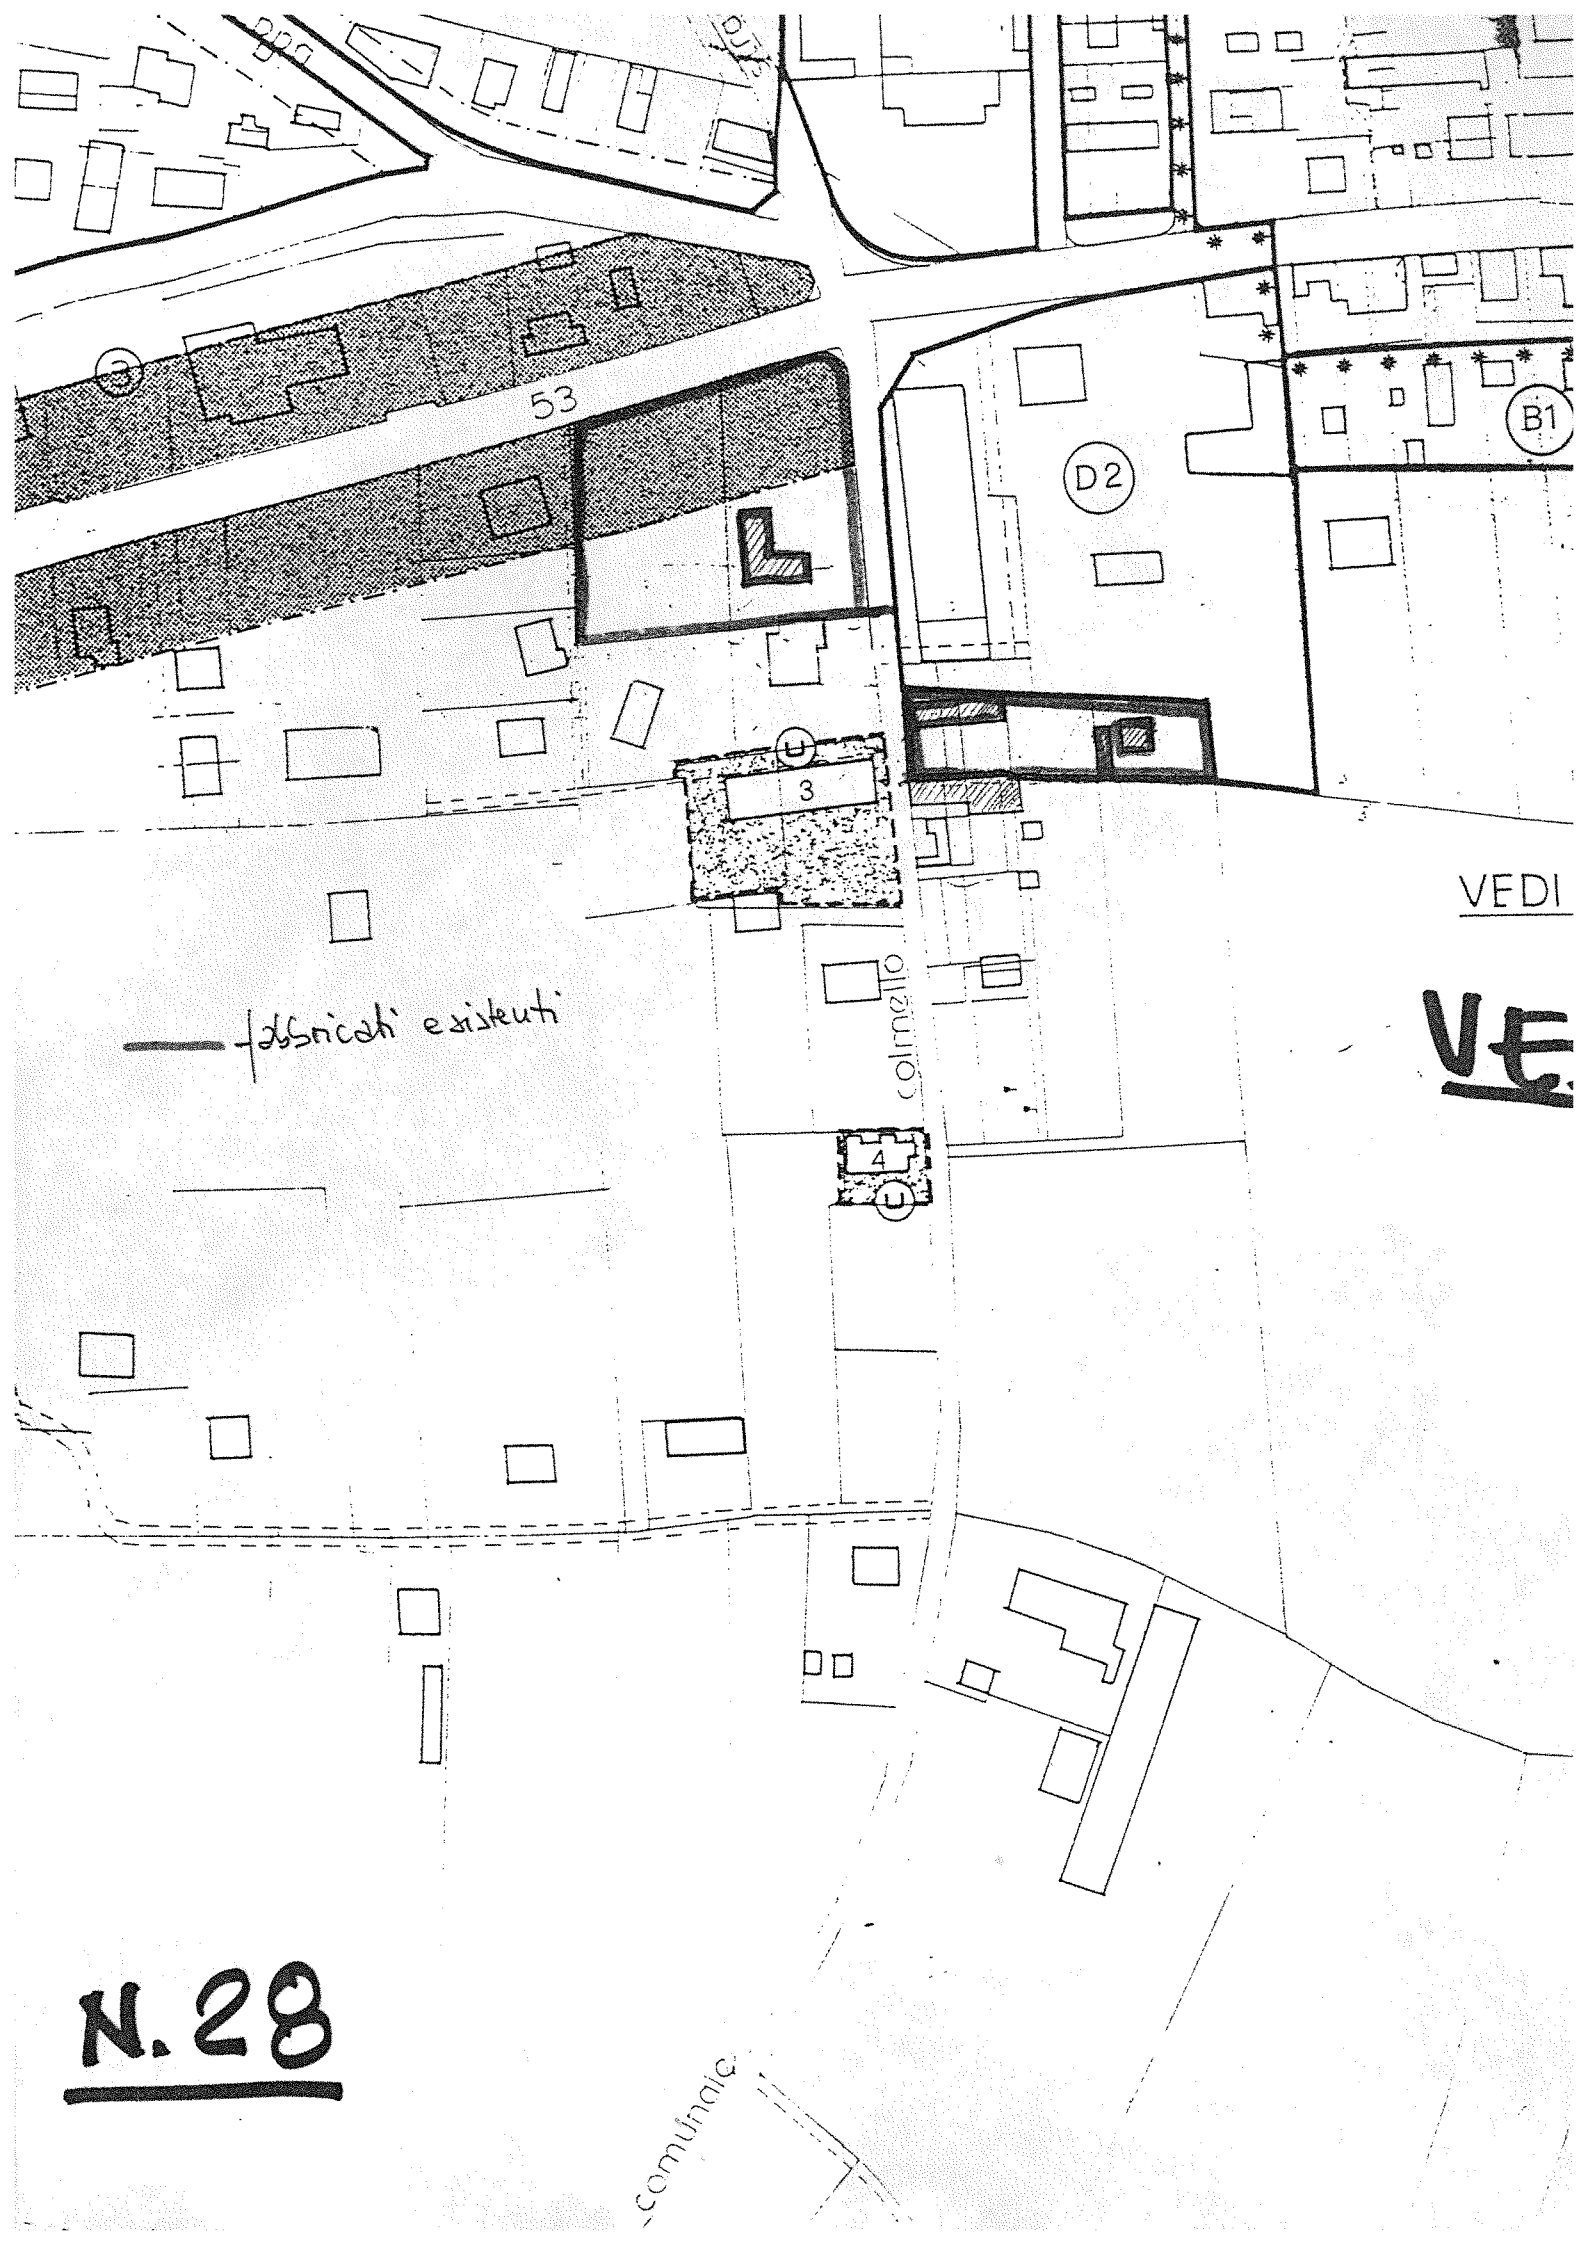 3
53
D2
B1
U
3
VEDI
fabbricati esistenti
colmello
VE
4
U
N. 28
comunale